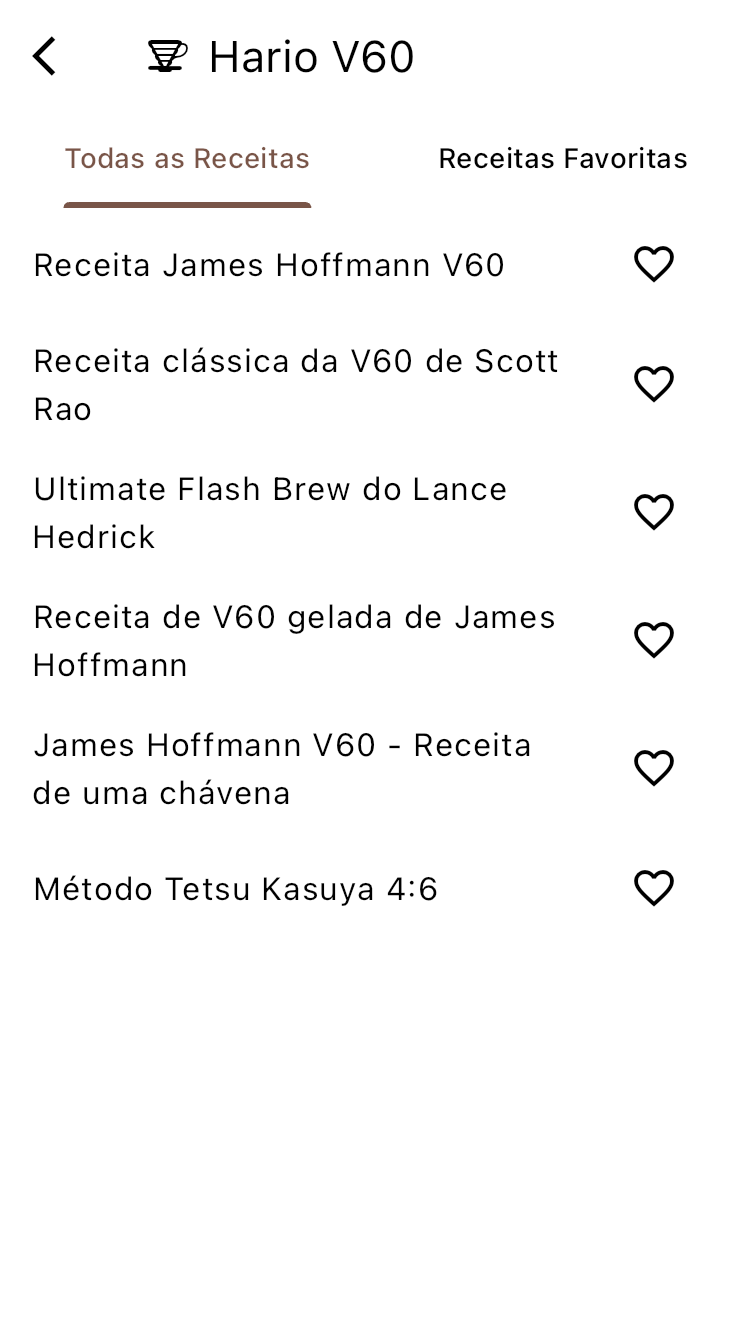 Hario V60
Todas as Receitas
Receitas Favoritas
Receita James Hoffmann V60
Receita clássica da V60 de Scott
Rao
Ultimate Flash Brew do Lance
Hedrick
Receita de V60 gelada de James
Hoffmann
James Hoffmann V60 - Receita
de uma chávena
Método Tetsu Kasuya 4:6